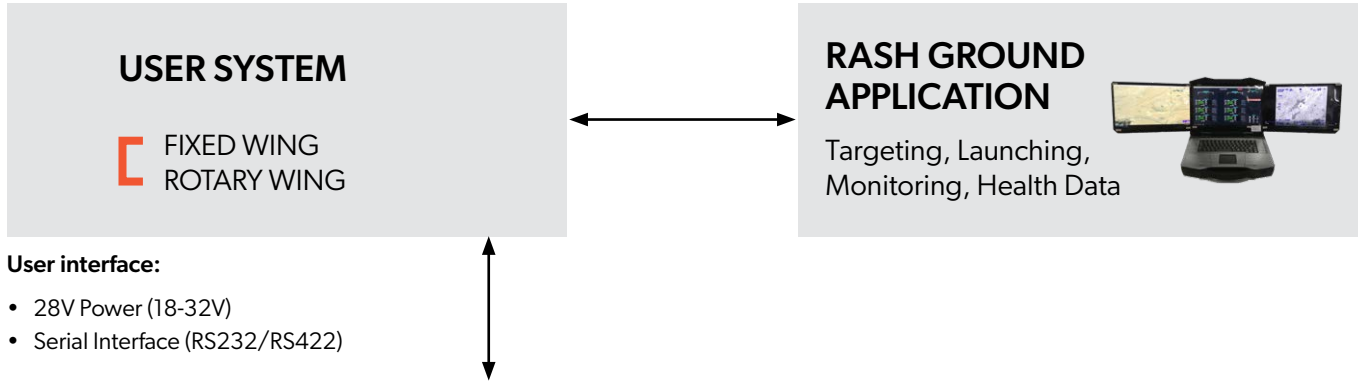 USER SYSTEM
FIXED WING
ROTARY WING
RASH GROUND
APPLICATION
Targeting, Launching,
Monitoring, Health Data
User interface:
• 28V Power (18-32V)
• Serial Interface (RS232/RS422)